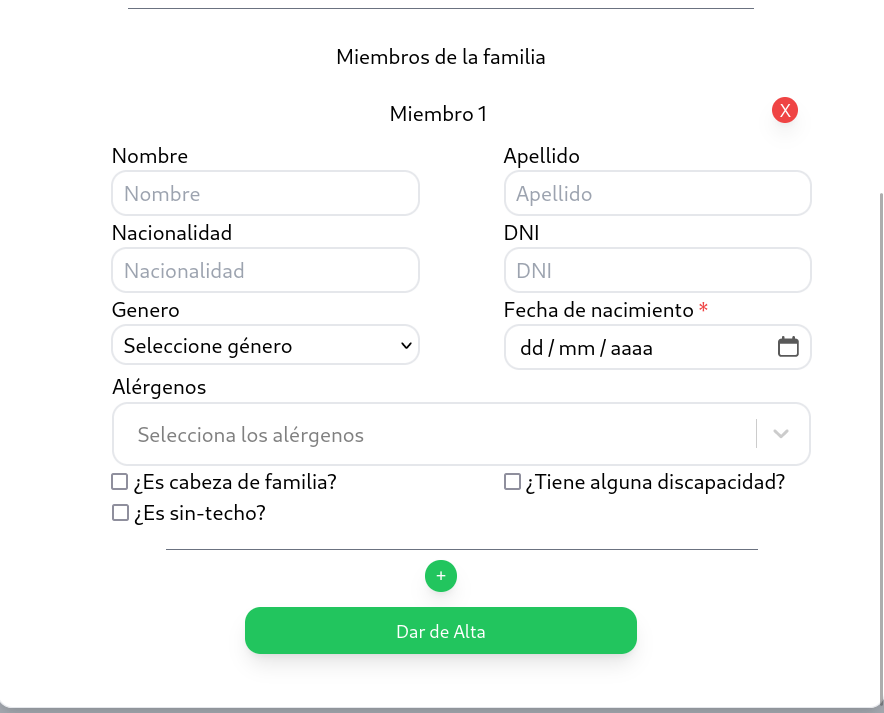 Miembros de la familia
Miembro 1
X
Nombre
Apellido
Nombre
Apellido
Nacionalidad
DNI
Nacionalidad
DNI
Genero
Fecha de nacimiento *
Seleccione género
dd / mm / aaaa
Alérgenos
Selecciona los alérgenos
¿Es cabeza de familia?
¿Tiene alguna discapacidad?
¿Es sin-techo?
+
Dar de Alta